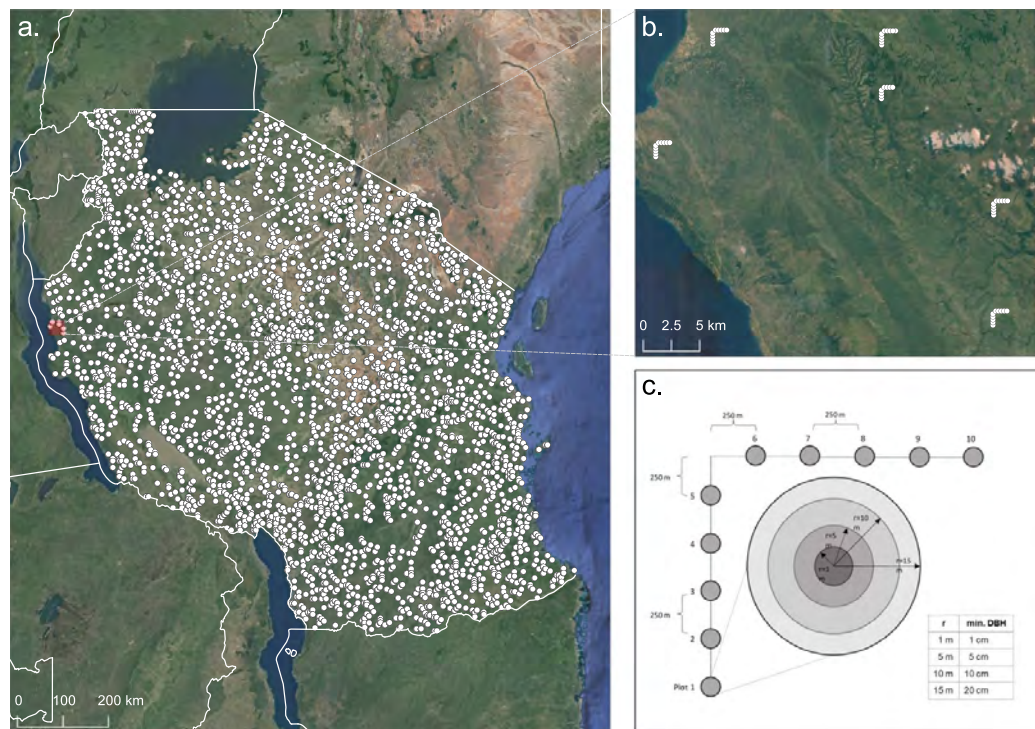 a.
0 100 200 km
b.
0 2.5 5 km
c.
250 m
250 m
6 7 8 9 10
250 m
5
4
3
250 m
2
Plot 1
r=10
m
r=5
m
r=15
m
r=1
m
r min. DBH
1 m 1 cm
5 m 5 cm
10 m 10 cm
15 m 20 cm